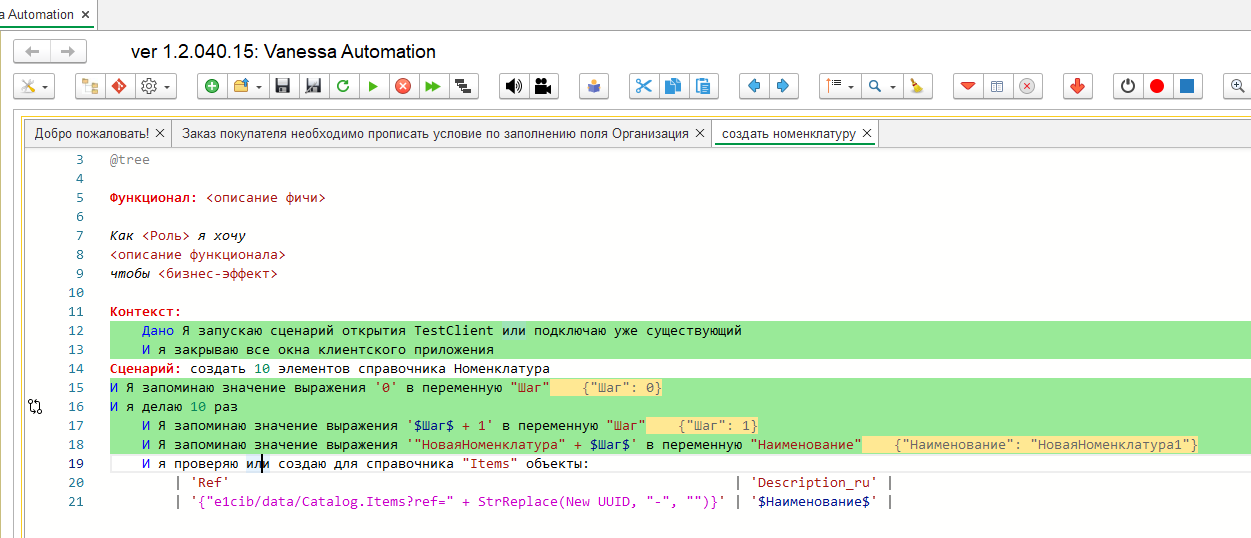 a Automation ×
ver 1.2.040.15: Vanessa Automation
Добро пожаловать! × Заказ покупателя необходимо прописать условие по заполнению поля Организация × создать номенклатуру ×
3 @tree
4
5 Функционал: <описание фичи>
6
7 Как <Роль> я хочу
8 <описание функционала>
9 чтобы <бизнес-эффект>
10
11 Контекст:
12 Дано Я запускаю сценарий открытия TestClient или подключаю уже существующий
13 И я закрываю все окна клиентского приложения
14 Сценарий: создать 10 элементов справочника Номенклатура
15 И Я запоминаю значение выражения '0' в переменную "Шаг" {"Шаг": 0}
16 И я делаю 10 раз
17 И Я запоминаю значение выражения '$Шаг$ + 1' в переменную "Шаг" {"Шаг": 1}
18 И Я запоминаю значение выражения '"НоваяНоменклатура" + $Шаг$' в переменную "Наименование" {"Наименование": "НоваяНоменклатура1"}
19 И я проверяю или создаю для справочника "Items" объекты:
20 | 'Ref' | 'Description_ru' |
21 | '{"e1cib/data/Catalog.Items?ref=" + StrReplace(New UUID, "-", "")}' | '$Наименование$' |